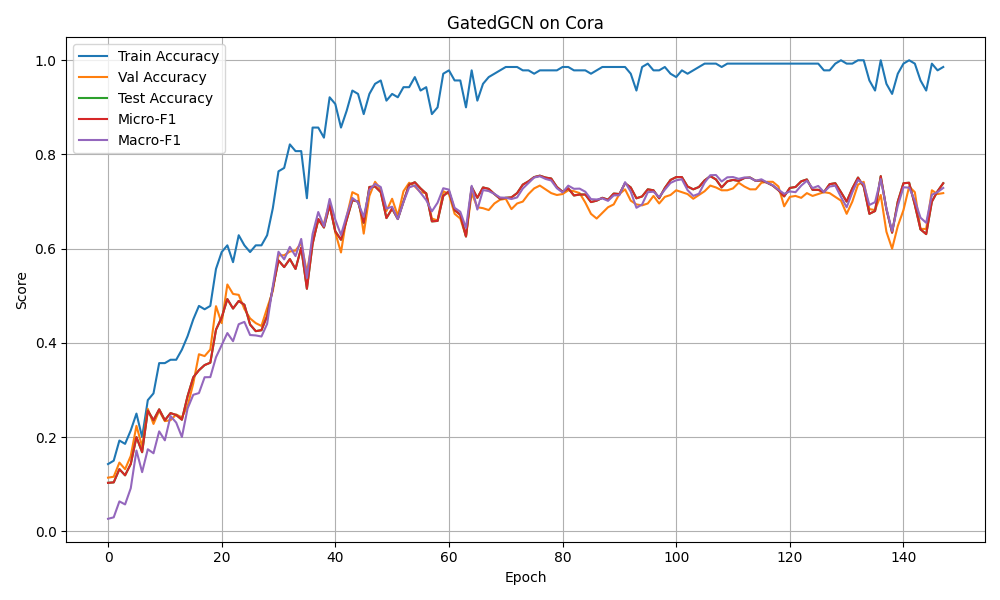 GatedGCN on Cora
Train Accuracy
Val Accuracy
Test Accuracy
Micro-F1
Macro-F1
1.0
0.8
0.6
0.4
0.2
0.0
Score
0 20 40 60 80 100 120 140
Epoch